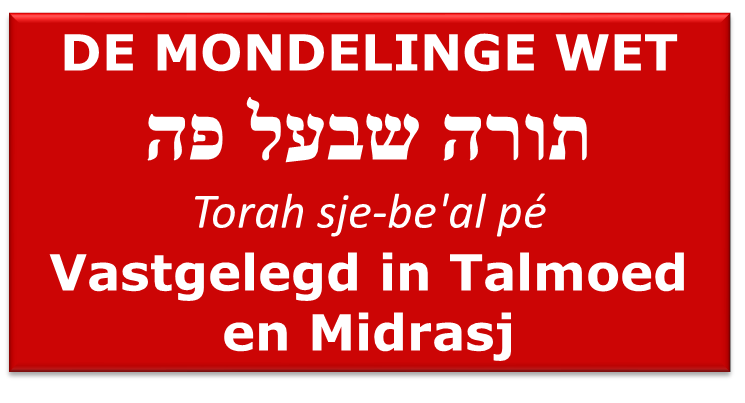 DE MONDELINGE WET
תורה שבעל פה
Torah sje-be'al pé
Vastgelegd in Talmoed
en Midrasj